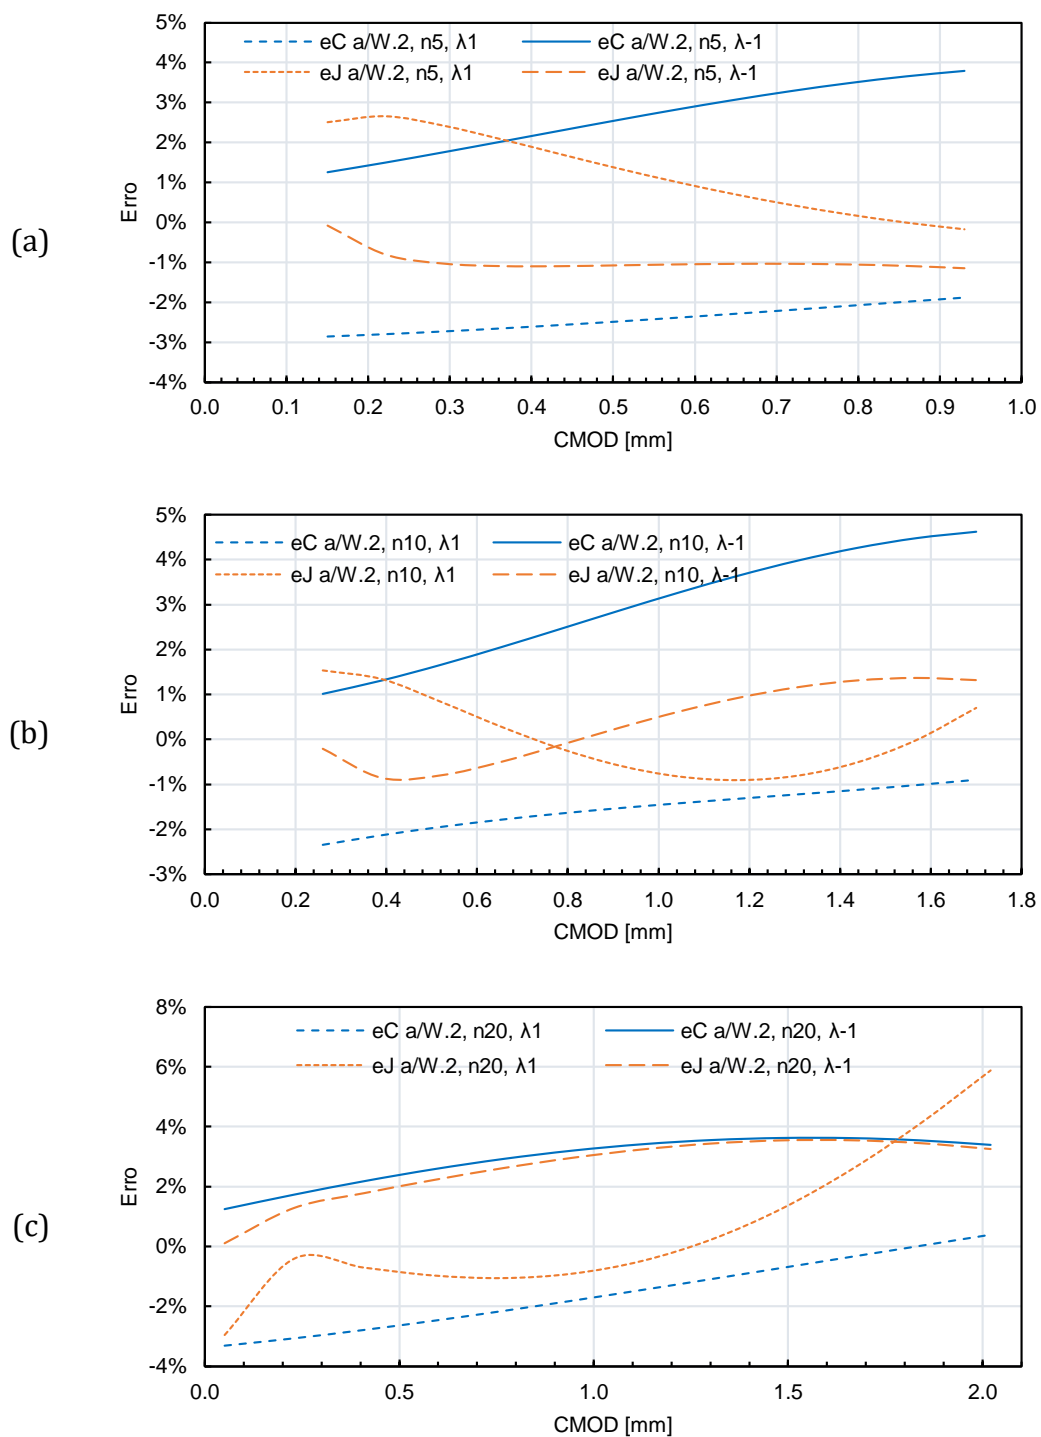 5%
eC a/W.2, n5, λ1
eC a/W.2, n5, λ-1
4%
eJ a/W.2, n5, λ1
eJ a/W.2, n5, λ-1
3%
2%
1%
Erro
(a)
0%
-1%
-2%
-3%
-4%
0.0 0.1 0.2 0.3 0.4 0.5 0.6 0.7 0.8 0.9 1.0
CMOD [mm]
5%
eC a/W.2, n10, λ1
eC a/W.2, n10, λ-1
4%
eJ a/W.2, n10, λ1
eJ a/W.2, n10, λ-1
3%
2%
1%
Erro
(b)
0%
-1%
-2%
-3%
0.0 0.2 0.4 0.6 0.8 1.0 1.2 1.4 1.6 1.8
CMOD [mm]
8%
eC a/W.2, n20, λ1
eC a/W.2, n20, λ-1
6%
eJ a/W.2, n20, λ1
eJ a/W.2, n20, λ-1
4%
2%
Erro
(c)
0%
-2%
-4%
0.0 0.5 1.0 1.5 2.0
CMOD [mm]